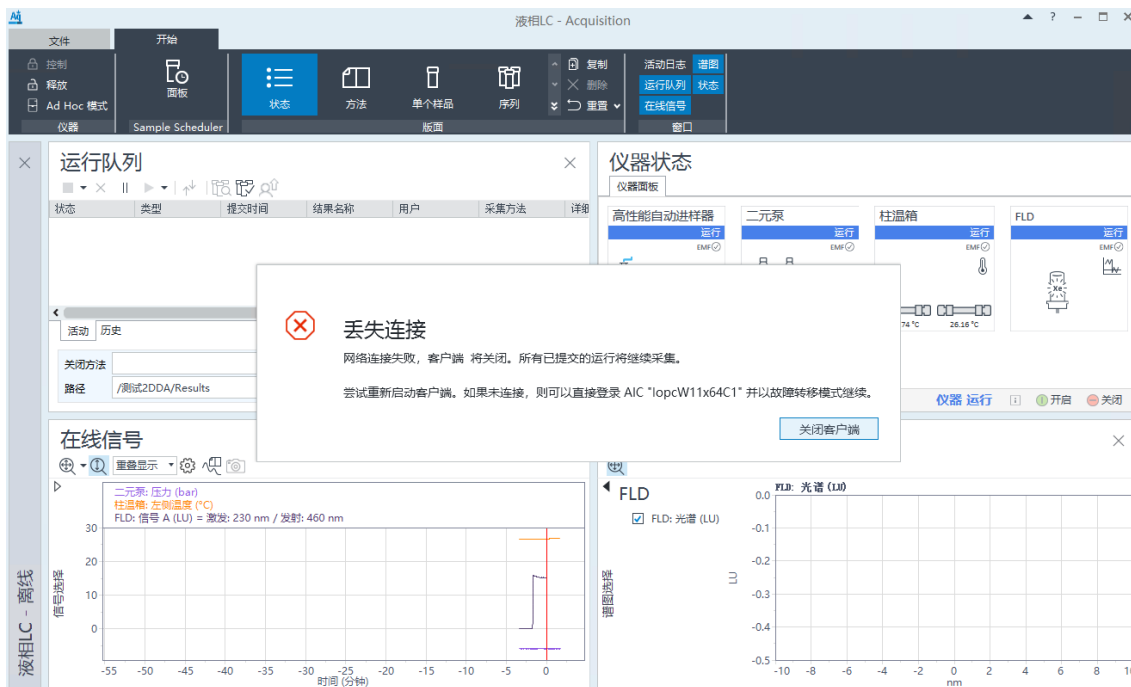 液相LC - Acquisition
文件
开始
控制
释放
Ad Hoc 模式
仪器
面板
Sample Scheduler
状态
方法
单个样品
序列
复制
删除
重置
版面
活动日志
谱图
运行队列
状态
在线信号
窗口
运行队列
状态
类型
提交时间
结果名称
用户
采集方法
详细
活动
历史
关闭方法
路径
/测试2DDA/Results
仪器状态
仪器面板
高性能自动进样器
运行
EMF
二元泵
运行
EMF
柱温箱
运行
EMF
74 °C
26.16 °C
FLD
运行
EMF
Xe
仪器 运行
开启
关闭
丢失连接
网络连接失败，客户端 将关闭。所有已提交的运行将继续采集。
尝试重新启动客户端。如果未连接，则可以直接登录 AIC "lopcW11x64C1" 并以故障转移模式继续。
关闭客户端
液相LC - 离线
在线信号
重叠显示
二元泵: 压力 (bar)
柱温箱: 左侧温度 (°C)
FLD: 信号 A (LU) = 激发: 230 nm / 发射: 460 nm
信号选择
30
20
10
0
-55 -50 -45 -40 -35 -30 -25 -20 -15 -10 -5 0
时间 (分钟)
FLD
FLD: 光谱 (LU)
谱图选择
FLD: 光谱 (LU)
LU
0.0
-0.1
-0.2
-0.3
-0.4
-0.5
-10 -8 -6 -4 -2 0 2 4 6 8 10
nm